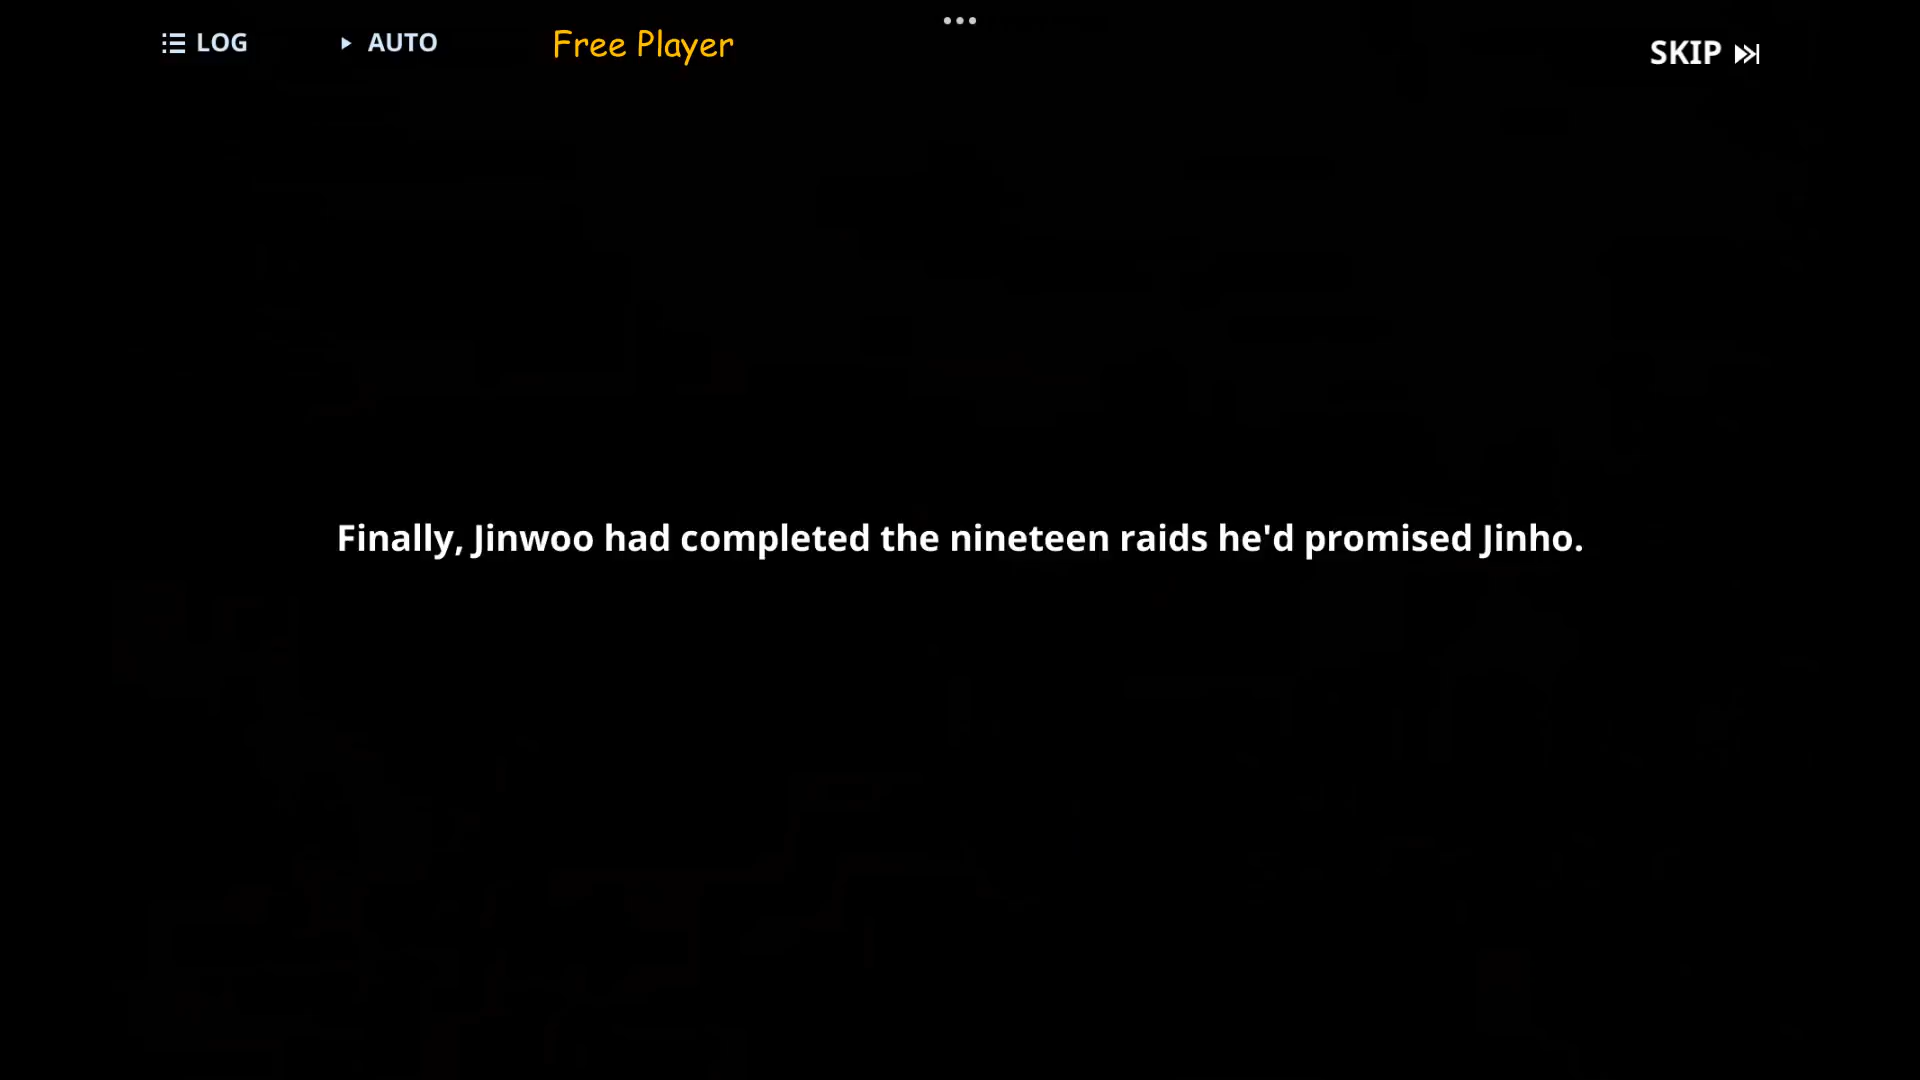 LOG
AUTO
Free Player
SKIP
Finally, Jinwoo had completed the nineteen raids he'd promised Jinho.